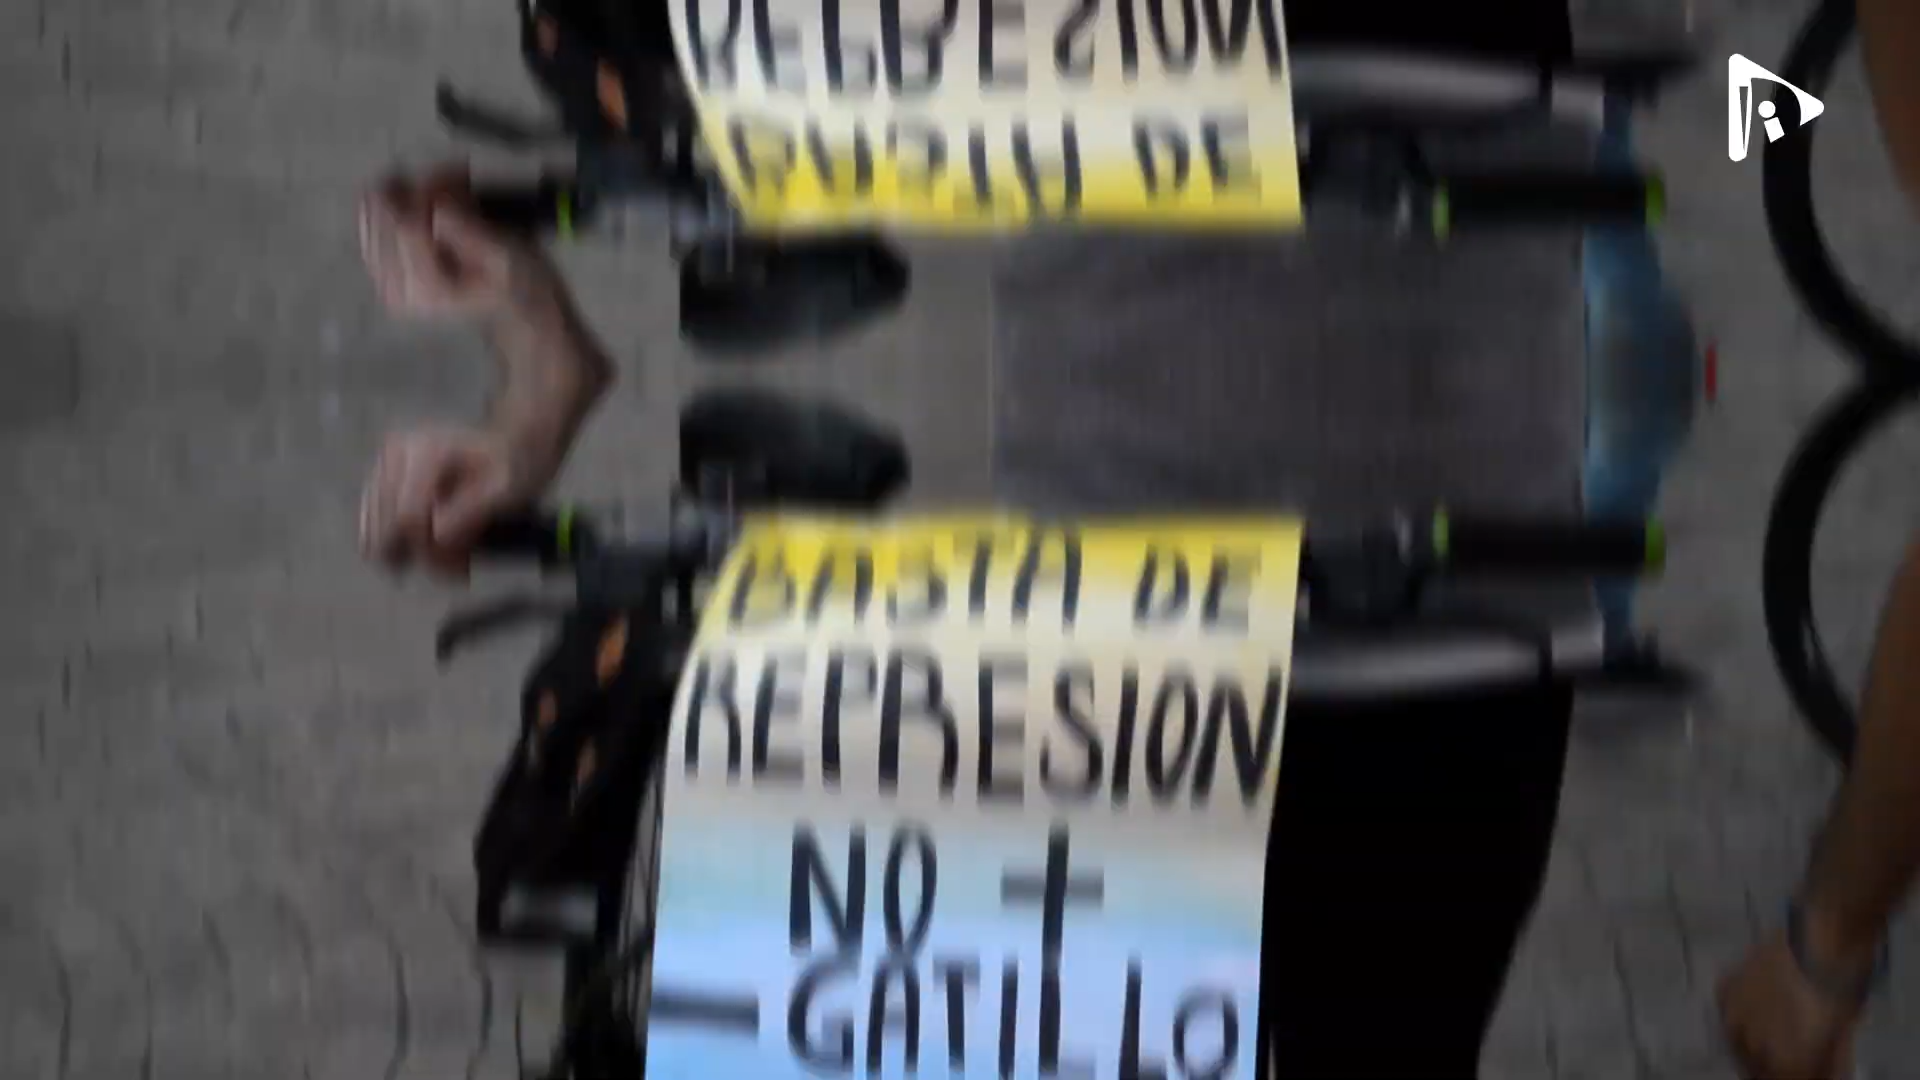 BASTA DE
REPRESION
NO +
- GATILLO